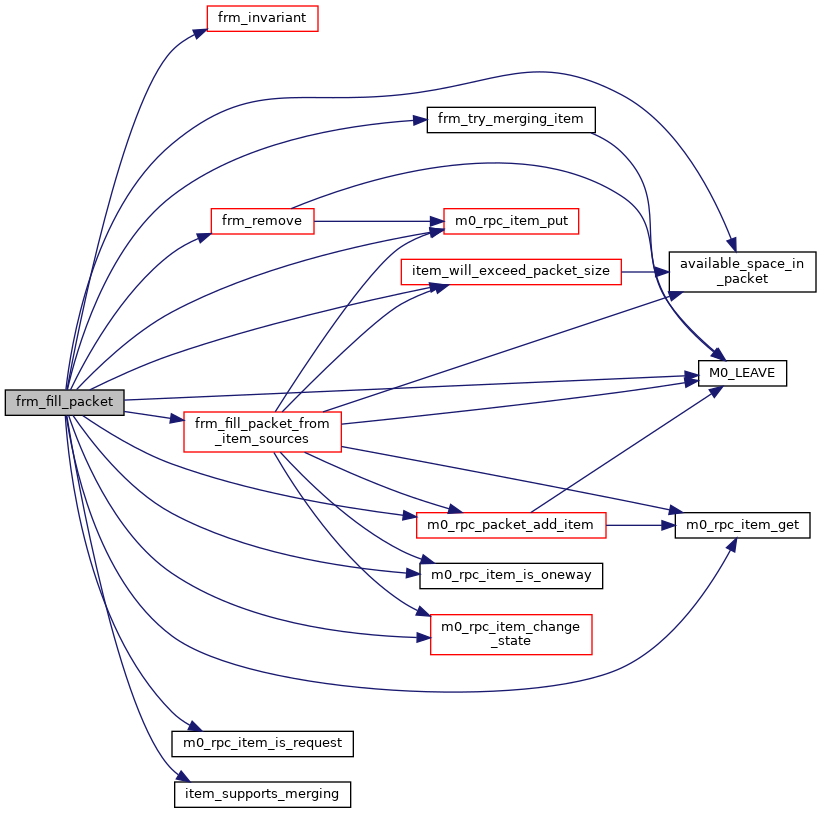 frm_invariant
frm_try_merging_item
frm_remove
m0_rpc_item_put
item_will_exceed_packet_size
available_space_in
_packet
M0_LEAVE
frm_fill_packet
frm_fill_packet_from
_item_sources
m0_rpc_packet_add_item
m0_rpc_item_get
m0_rpc_item_is_oneway
m0_rpc_item_change
_state
m0_rpc_item_is_request
item_supports_merging